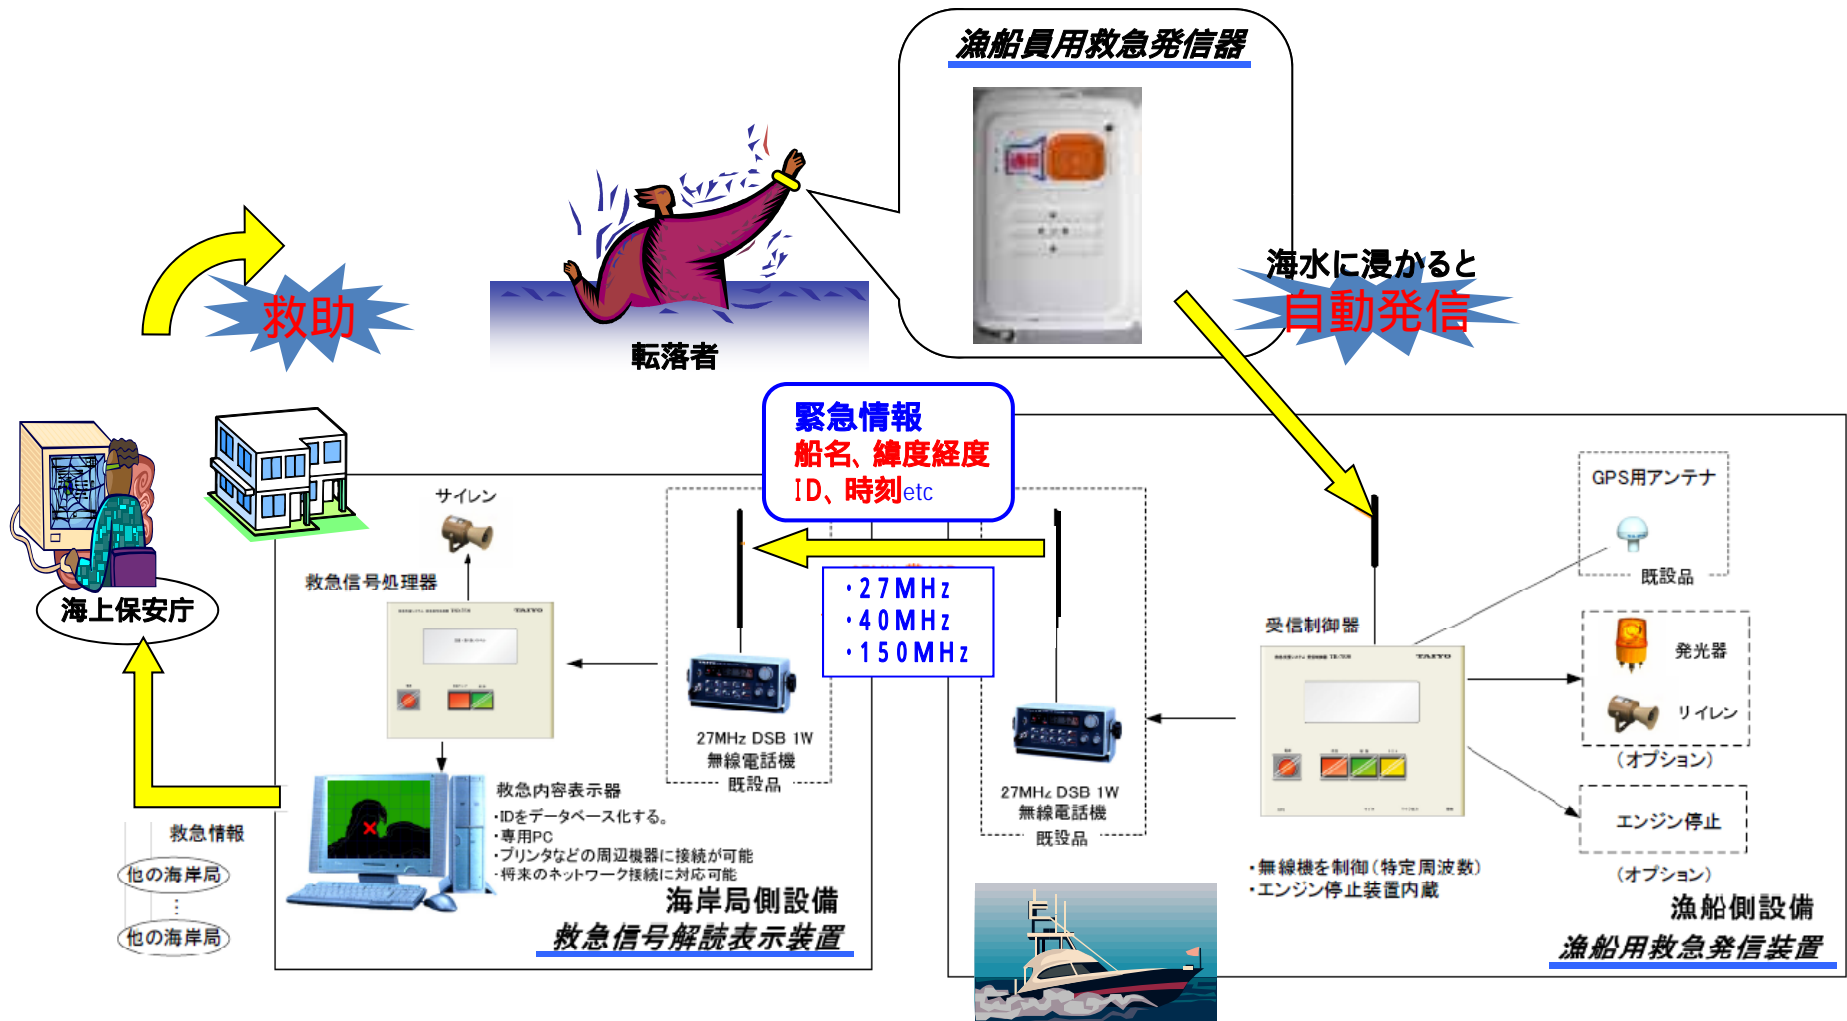 漁船員用救急発信器
海水に浸かると
自動発信
救助
転落者
緊急情報
船名、緯度経度
ID、時刻etc
・27MHz
・40MHz
・150MHz
海上保安庁
サイレン
救急信号処理器
TAIYO
27MHz DSB 1W
無線電話機
既設品
救急内容表示器
・IDをデータベース化する。
・専用PC
・プリンタなどの周辺機器に接続が可能
・将来のネットワーク接続に対応可能
海岸局側設備
救急信号解読表示装置
救急情報
他の海岸局
他の海岸局
27MHz DSB 1W
無線電話機
既設品
受信制御器
TAIYO
GPS用アンテナ
既設品
発光器
リイレン
(オプション)
エンジン停止
(オプション)
・無線機を制御(特定周波数)
・エンジン停止装置内蔵
漁船側設備
漁船用救急発信装置